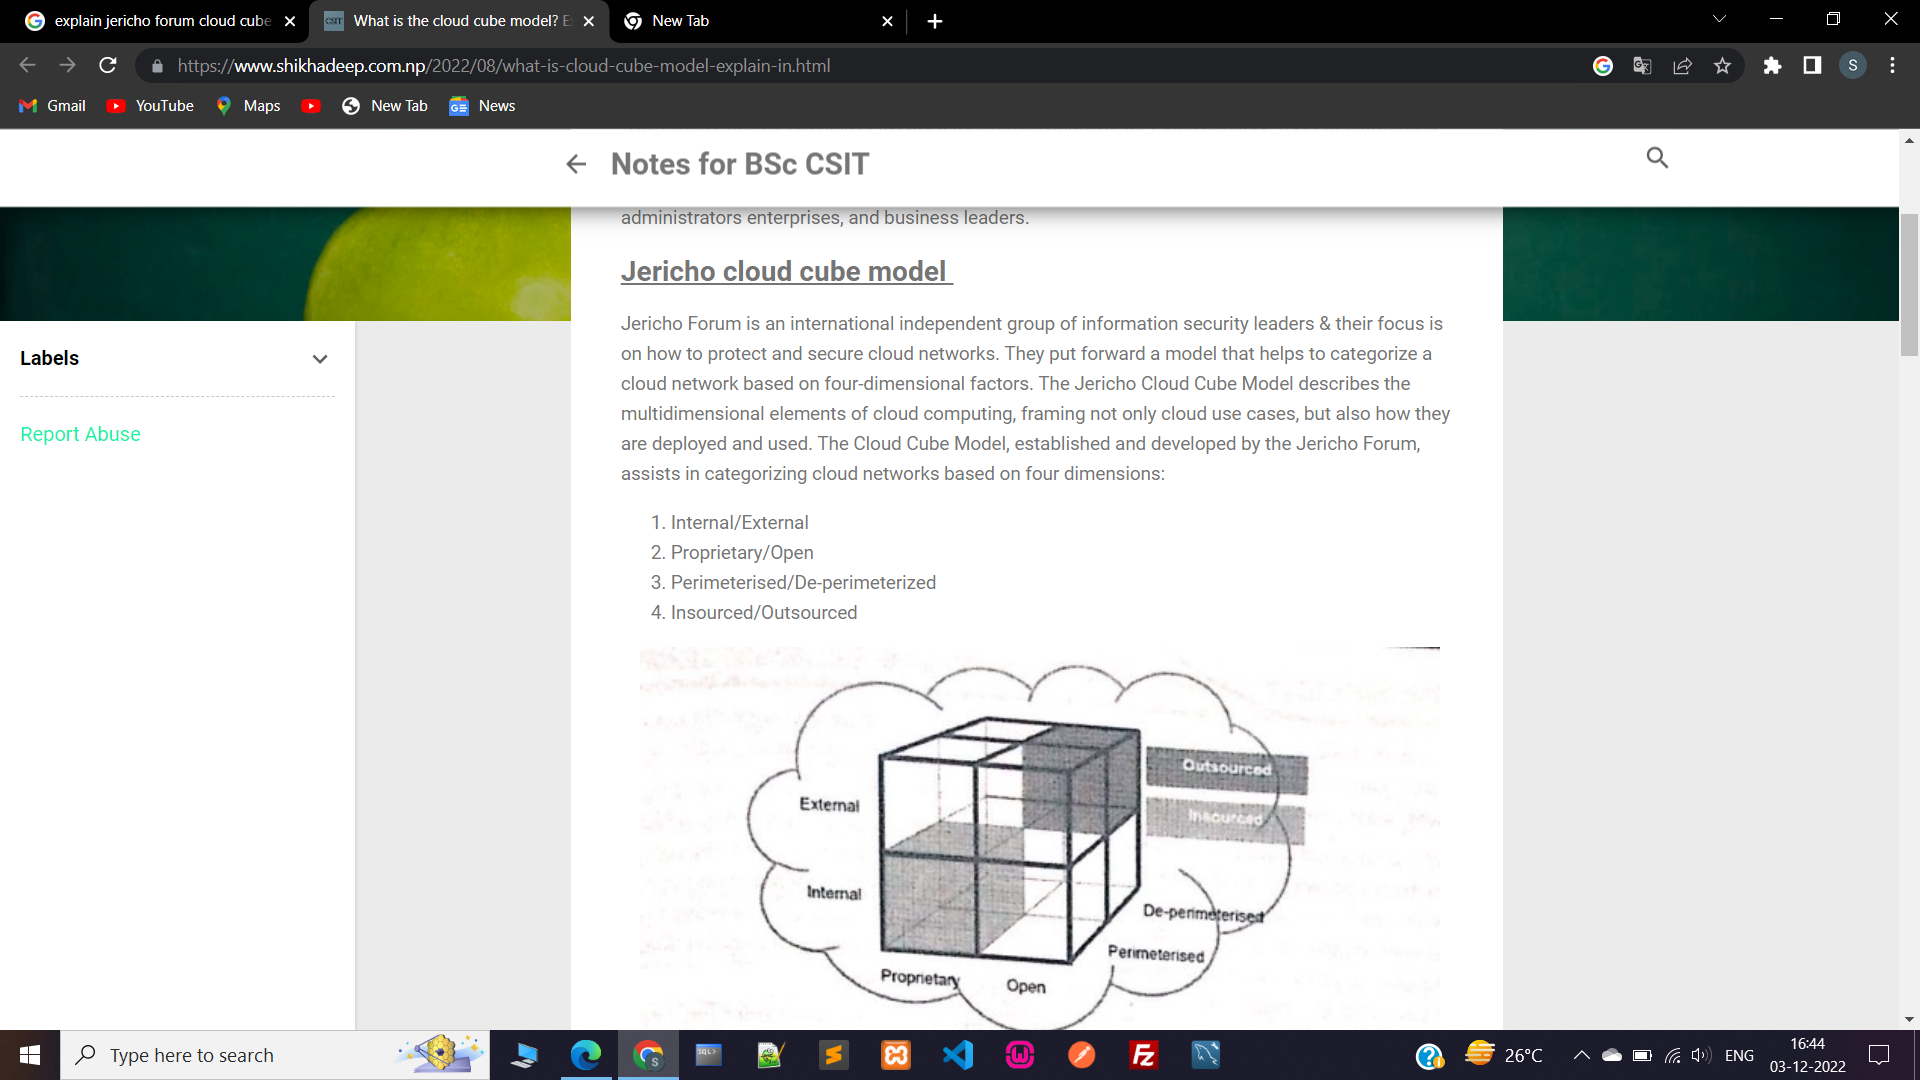 explain jericho forum cloud cube
What is the cloud cube model? E
New Tab
https://www.shikhadeep.com.np/2022/08/what-is-cloud-cube-model-explain-in.html
S
Gmail
YouTube
Maps
New Tab
News
Notes for BSc CSIT
administrators enterprises, and business leaders.
Jericho cloud cube model
Labels
Report Abuse
Jericho Forum is an international independent group of information security leaders & their focus is
on how to protect and secure cloud networks. They put forward a model that helps to categorize a
cloud network based on four-dimensional factors. The Jericho Cloud Cube Model describes the
multidimensional elements of cloud computing, framing not only cloud use cases, but also how they
are deployed and used. The Cloud Cube Model, established and developed by the Jericho Forum,
assists in categorizing cloud networks based on four dimensions:
1. Internal/External
2. Proprietary/Open
3. Perimeterised/De-perimeterized
4. Insourced/Outsourced
Outsourced
External
Insourced
Internal
De-perimeterised
Perimeterised
Proprietary
Open
Type here to search
26°C
ENG
16:44
03-12-2022